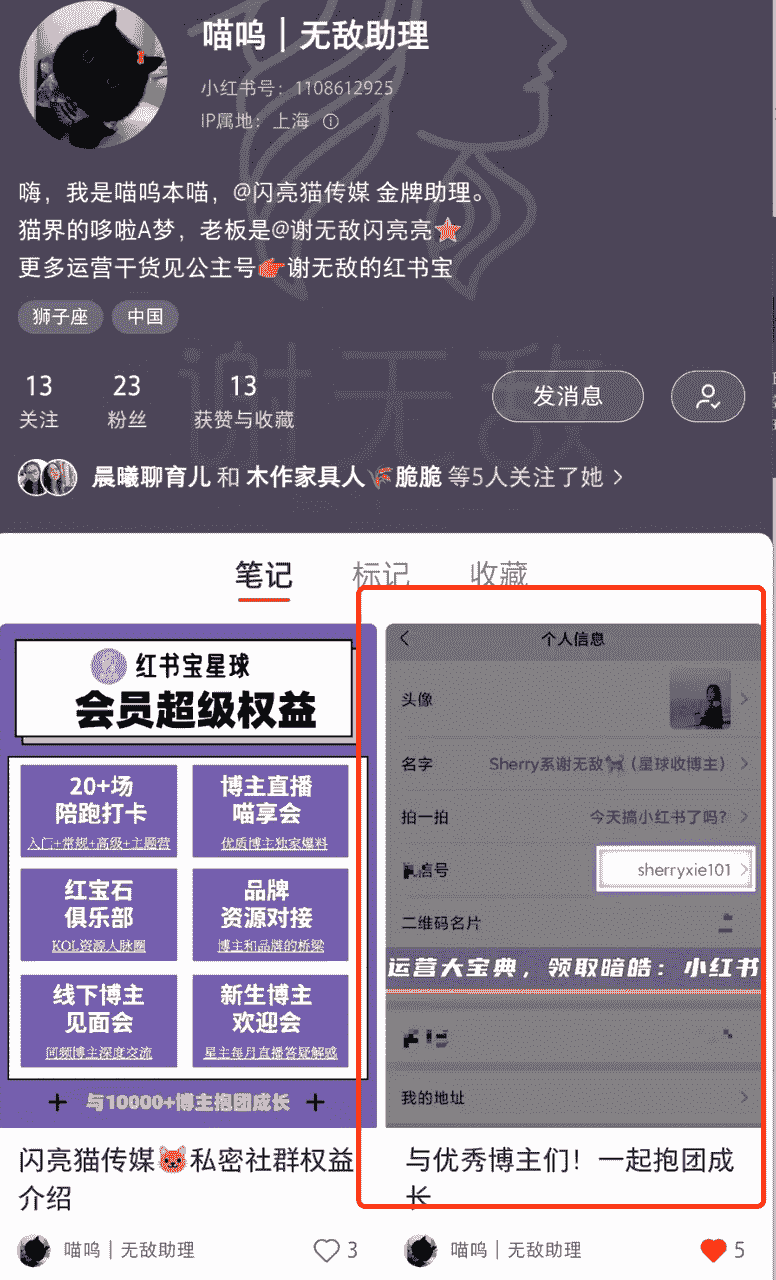 喵呜｜无敌助理
小红书号：1108612925
IP属地：上海
嗨，我是喵呜本喵，@闪亮猫传媒 金牌助理。
猫界的哆啦A梦，老板是@谢无敌闪亮亮⭐
更多运营干货见公主号👉谢无敌的红书宝
狮子座 中国
13 23 13
关注 粉丝 获赞与收藏
发消息
谢无敌
晨曦聊育儿 和 木作家具人🌾脆脆 等5人关注了她
笔记 标记 收藏
红书宝星球
会员超级权益
20+场
陪跑打卡
入门+常规+高级+主题营
博主直播
喵享会
优质博主独家爆料
红宝石
俱乐部
KOL资源人脉圈
品牌
资源对接
博主和品牌的桥梁
线下博主
见面会
同频博主深度交流
新生博主
欢迎会
星主每月直播答疑解惑
与10000+博主抱团成长
闪亮猫传媒😻私密社群权益
介绍
喵呜｜无敌助理 3
个人信息
头像
名字 Sherry系谢无敌🐈（星球收博主）
拍一拍 今天搞小红书了吗？
信号 sherryxie101
二维码名片
运营大宝典，领取暗皓：小红书
我的地址
与优秀博主们！一起抱团成
长
喵呜｜无敌助理 5